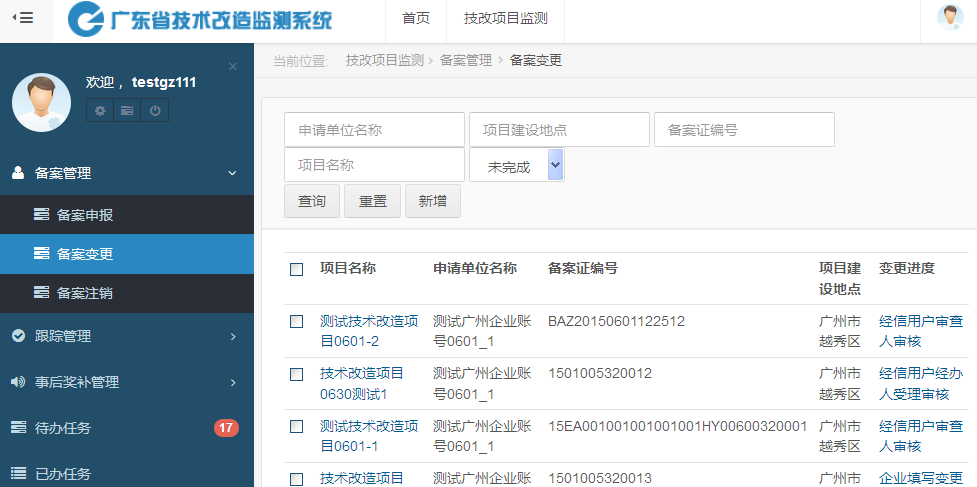 广东省技术改造监测系统
首页
技改项目监测
欢迎， testgz111
备案管理
备案申报
备案变更
备案注销
跟踪管理
事后奖补管理
待办任务
17
已办任务
当前位置:
技改项目监测 > 备案管理 > 备案变更
申请单位名称
项目建设地点
备案证编号
项目名称
未完成
查询
重置
新增
项目名称 申请单位名称 备案证编号 项目建 变更进度
设地点
测试技术改造项 测试广州企业账 BAZ20150601122512 广州市 经信用户审查
目0601-2 号0601_1 越秀区 人审核
技术改造项目 测试广州企业账 1501005320012 广州市 经信用户经办
0630测试1 号0601_1 越秀区 人受理审核
测试技术改造项 测试广州企业账 15EA001001001001HY00600320001 广州市 经信用户审查
目0601-1 号0601_1 越秀区 人审核
技术改造项目 测试广州企业账 1501005320013 广州市 企业填写变更